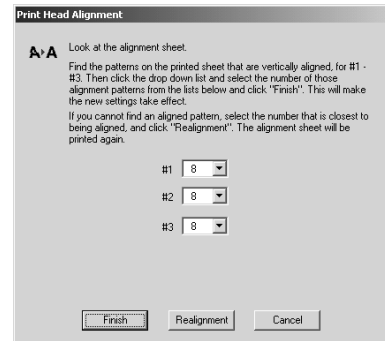 Print Head Alignment
A A
Look at the alignment sheet.
Find the patterns on the printed sheet that are vertically aligned, for #1 -
#3. Then click the drop down list and select the number of those
alignment patterns from the lists below and click "Finish". This will make
the new settings take effect.
If you cannot find an aligned pattern, select the number that is closest to
being aligned, and click "Realignment". The alignment sheet will be
printed again.
#1 8
#2 8
#3 8
Finish Realignment Cancel